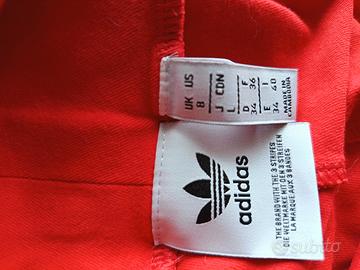 UK 8
US
J
CDN L
D 34
F 36
E 34
I 40
MADE IN
CAMBODIA
adidas
THE BRAND WITH THE 3 STRIPES
DIE WELTMARKE MIT DEN 3 STREIFEN
LA MARQUE AUX 3 BANDES
subito